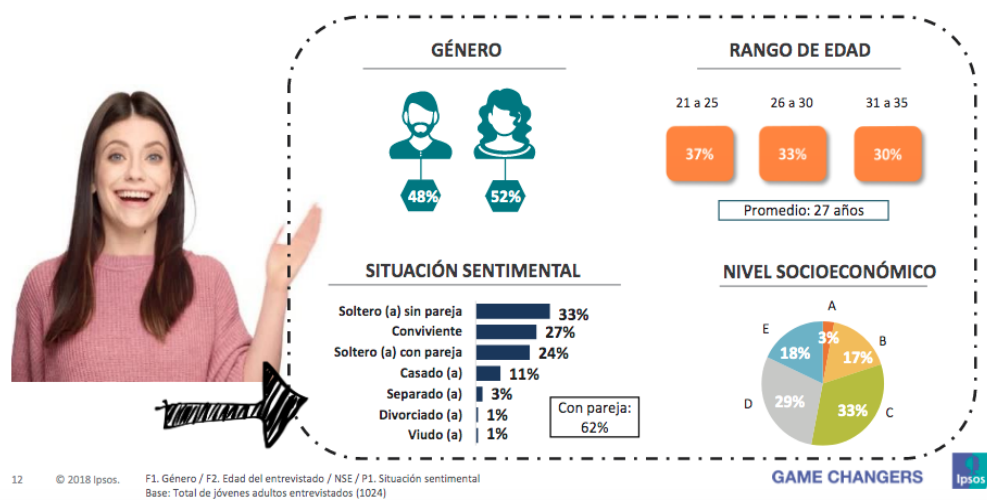 GÉNERO
48%
52%
RANGO DE EDAD
21 a 25
26 a 30
31 a 35
37%
33%
30%
Promedio: 27 años
SITUACIÓN SENTIMENTAL
Soltero (a) sin pareja 33%
Conviviente 27%
Soltero (a) con pareja 24%
Casado (a) 11%
Separado (a) 3%
Divorciado (a) 1%
Viudo (a) 1%
Con pareja:
62%
NIVEL SOCIOECONÓMICO
A
3%
B
17%
C
33%
D
29%
E
18%
12
© 2018 Ipsos.
F1. Género / F2. Edad del entrevistado / NSE / P1. Situación sentimental
Base: Total de jóvenes adultos entrevistados (1024)
GAME CHANGERS
Ipsos